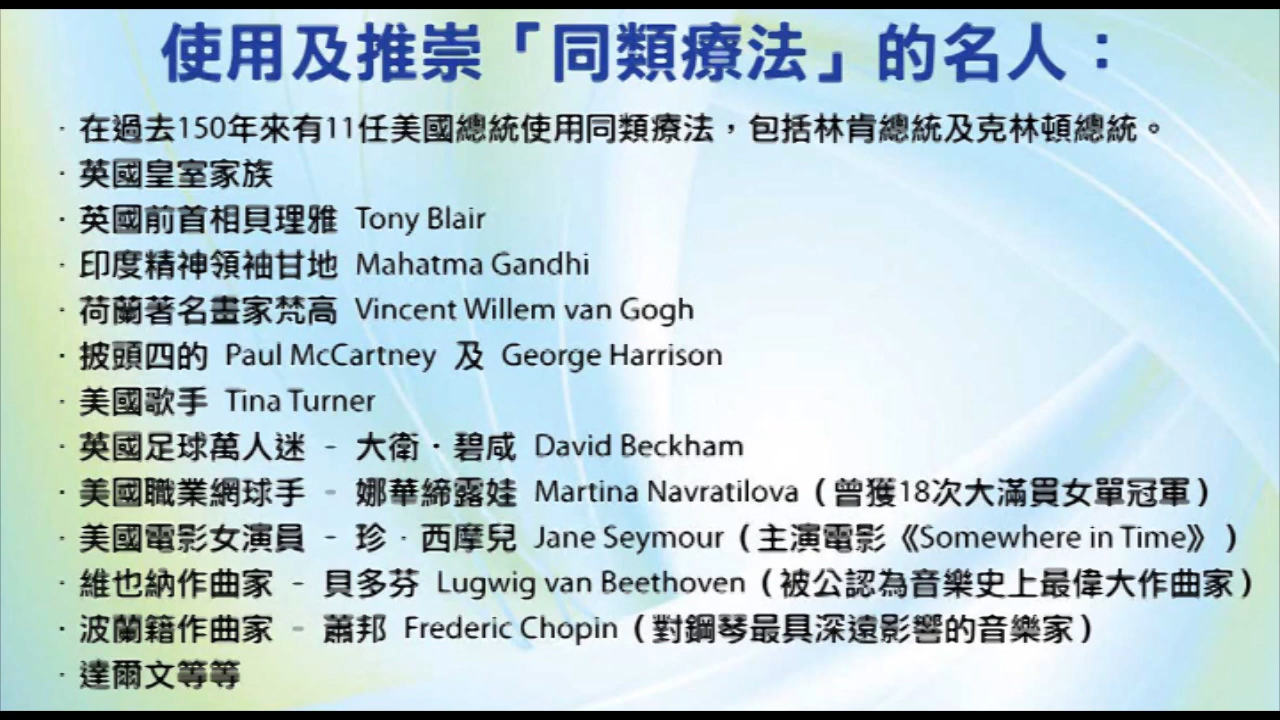 使用及推崇「同類療法」的名人：
· 在過去150年來有11任美國總統使用同類療法，包括林肯總統及克林頓總統。
· 英國皇室家族
· 英國前首相貝理雅 Tony Blair
· 印度精神領袖甘地 Mahatma Gandhi
· 荷蘭著名畫家梵高 Vincent Willem van Gogh
· 披頭四的 Paul McCartney 及 George Harrison
· 美國歌手 Tina Turner
· 英國足球萬人迷 - 大衛·碧咸 David Beckham
· 美國職業網球手 - 娜華締露娃 Martina Navratilova（曾獲18次大滿貫女單冠軍）
· 美國電影女演員 - 珍·西摩兒 Jane Seymour（主演電影《Somewhere in Time》）
· 維也納作曲家 - 貝多芬 Lugwig van Beethoven（被公認為音樂史上最偉大作曲家）
· 波蘭籍作曲家 - 蕭邦 Frederic Chopin（對鋼琴最具深遠影響的音樂家）
· 達爾文等等